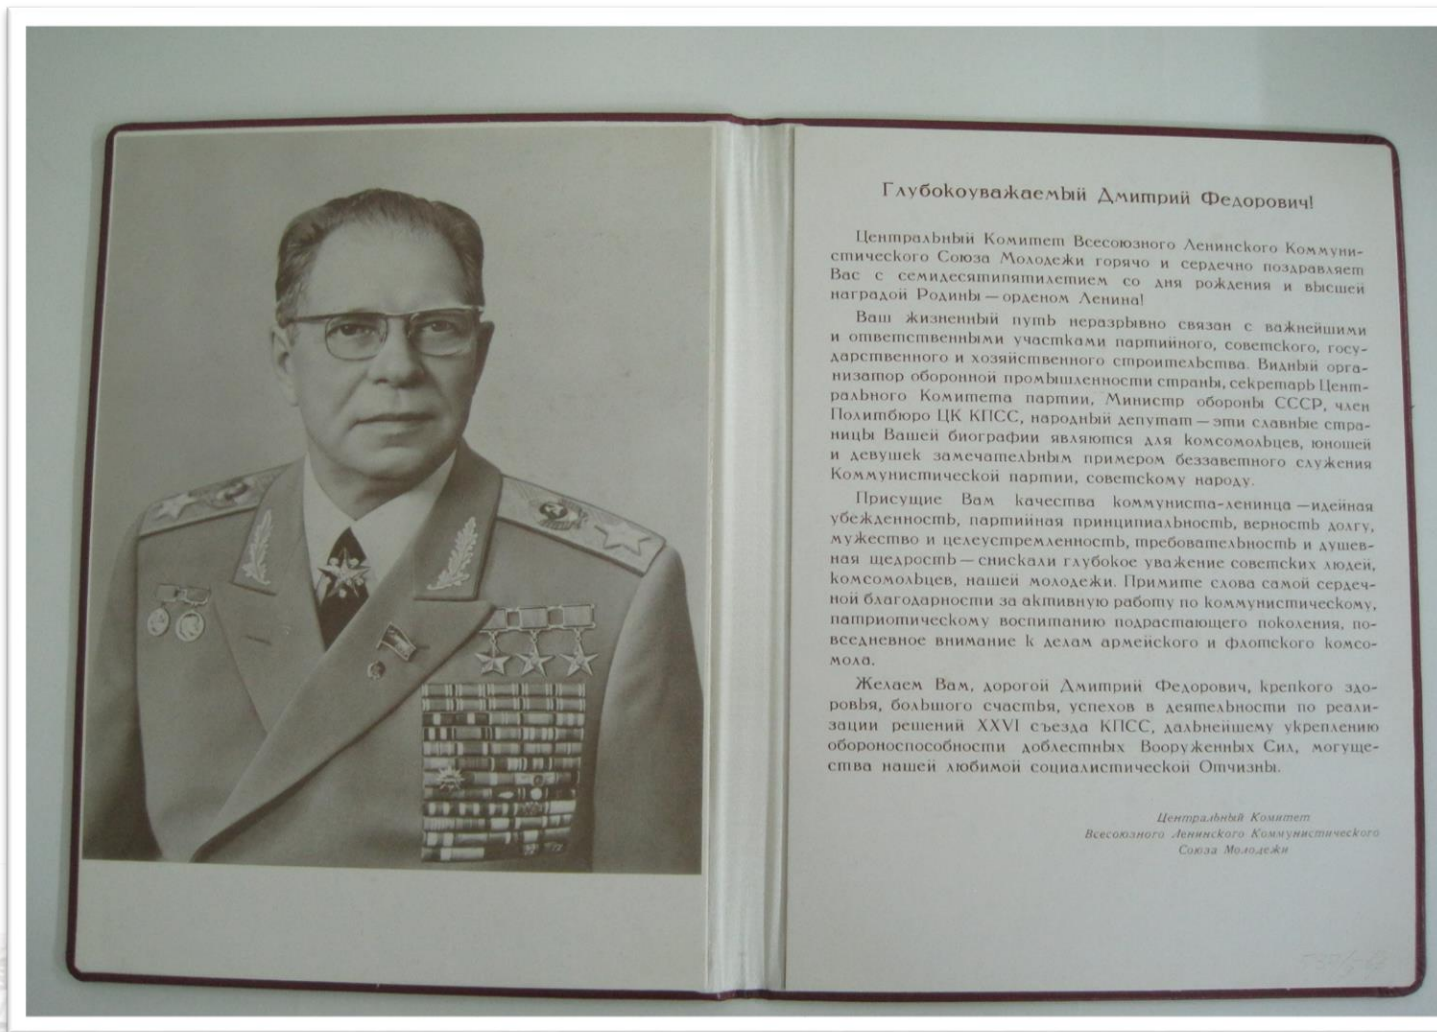 Глубокоуважаемый Дмитрий Федорович!
Центральный Комитет Всесоюзного Ленинского Коммуни-
стического Союза Молодежи горячо и сердечно поздравляет
Вас с семидесятипятилетием со дня рождения и высшей
наградой Родины — орденом Ленина!
Ваш жизненный путь неразрывно связан с важнейшими
и ответственными участками партийного, советского, госу-
дарственного и хозяйственного строительства. Видный орга-
низатор оборонной промышленности страны, секретарь Цент-
рального Комитета партии, Министр обороны СССР, член
Политбюро ЦК КПСС, народный депутат — эти славные стра-
ницы Вашей биографии являются для комсомольцев, юношей
и девушек замечательным примером беззаветного служения
Коммунистической партии, советскому народу.
Присущие Вам качества коммуниста-ленинца — идейная
убежденность, партийная принципиальность, верность долгу,
мужество и целеустремленность, требовательность и душев-
ная щедрость — снискали глубокое уважение советских людей,
комсомольцев, нашей молодежи. Примите слова самой сердеч-
ной благодарности за активную работу по коммунистическому,
патриотическому воспитанию подрастающего поколения, по-
вседневное внимание к делам армейского и флотского комсо-
мола.
Желаем Вам, дорогой Дмитрий Федорович, крепкого здо-
ровья, большого счастья, успехов в деятельности по реали-
зации решений XXVI съезда КПСС, дальнейшему укреплению
обороноспособности доблестных Вооруженных Сил, могуще-
ства нашей любимой социалистической Отчизны.
Центральный Комитет
Всесоюзного Ленинского Коммунистического
Союза Молодежи